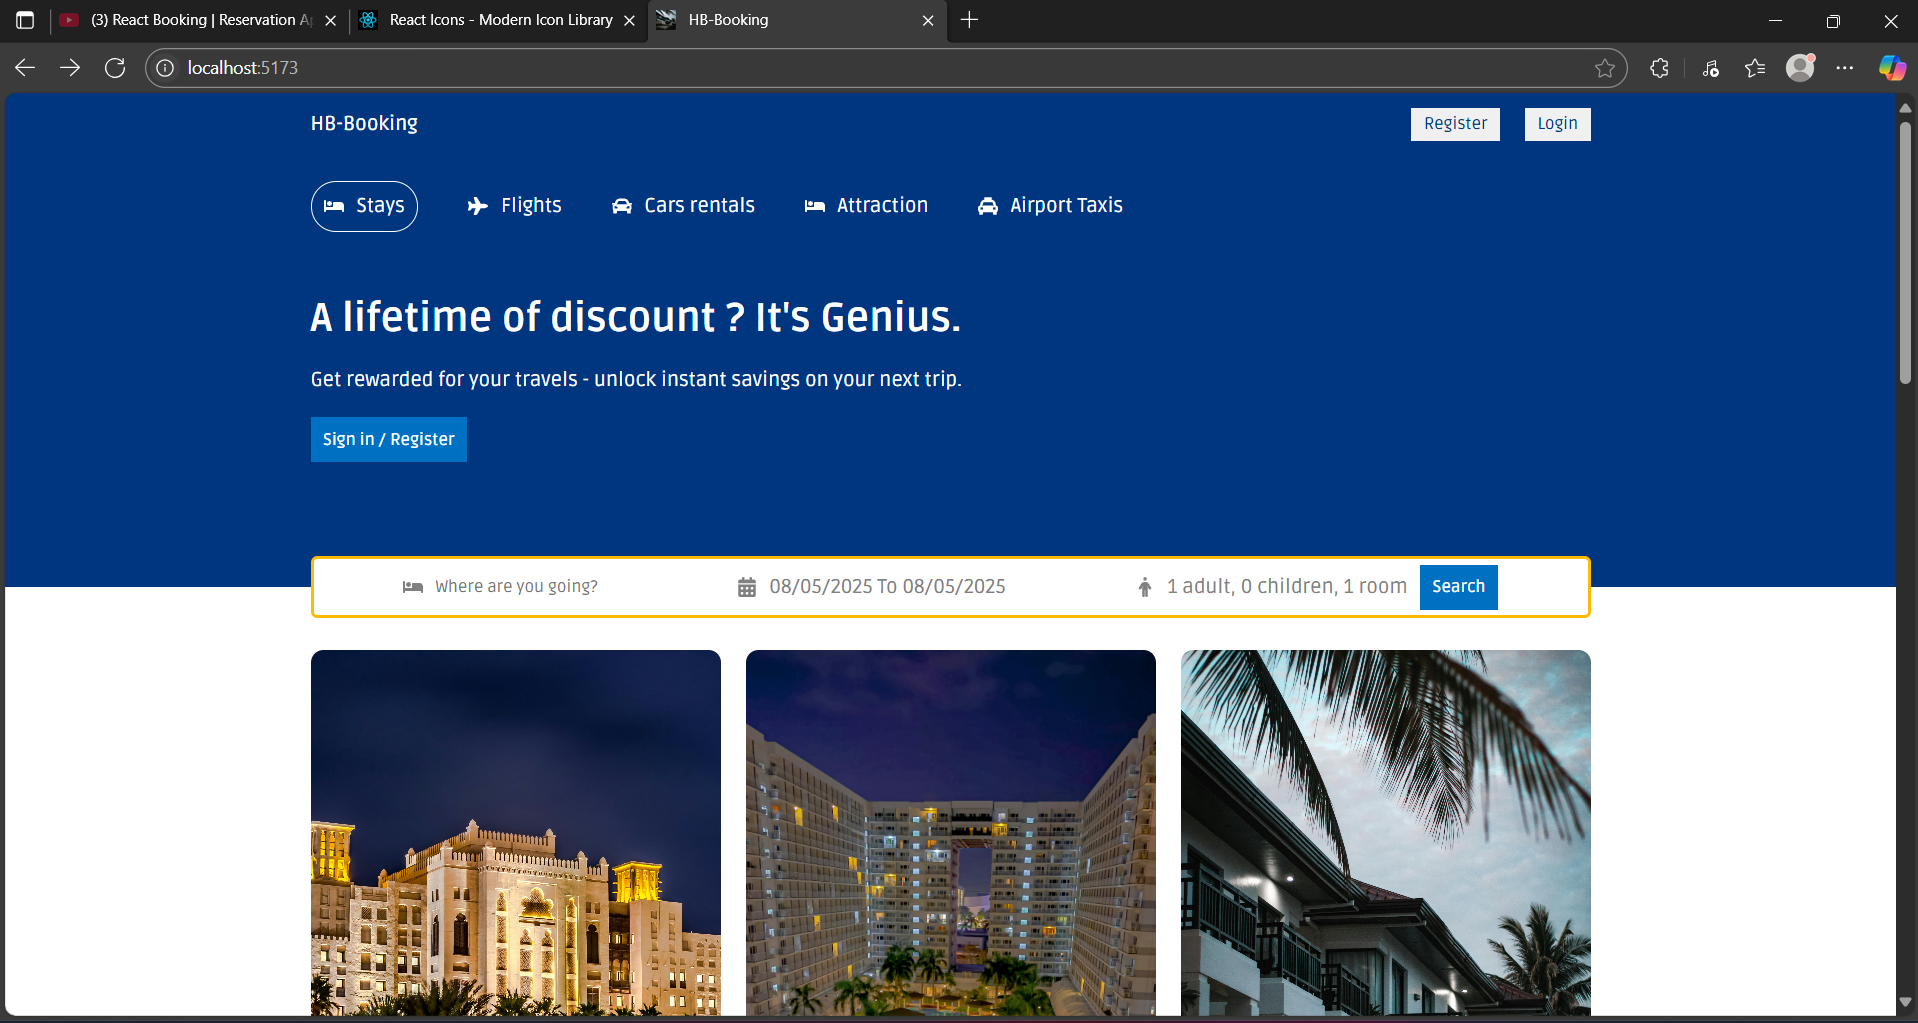 (3) React Booking | Reservation A
React Icons - Modern Icon Library
HB-Booking
localhost:5173
HB-Booking
Register
Login
Stays
Flights
Cars rentals
Attraction
Airport Taxis
A lifetime of discount ? It's Genius.
Get rewarded for your travels - unlock instant savings on your next trip.
Sign in / Register
Where are you going?
08/05/2025 To 08/05/2025
1 adult, 0 children, 1 room
Search